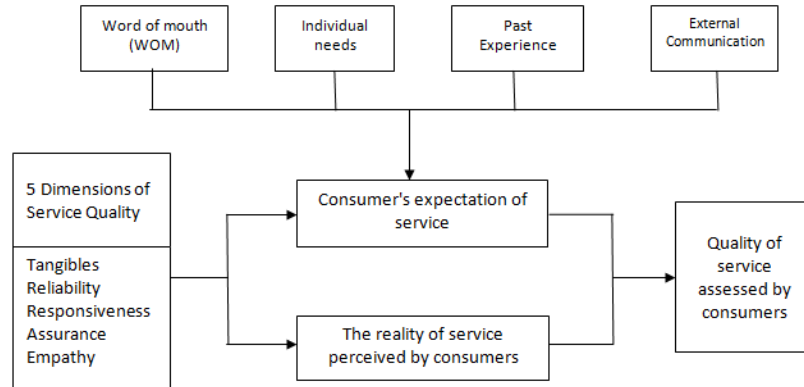 Word of mouth
(WOM)
Individual
needs
Past
Experience
External
Communication
5 Dimensions of
Service Quality
Tangibles
Reliability
Responsiveness
Assurance
Empathy
Consumer's expectation of
service
The reality of service
perceived by consumers
Quality of
service
assessed by
consumers